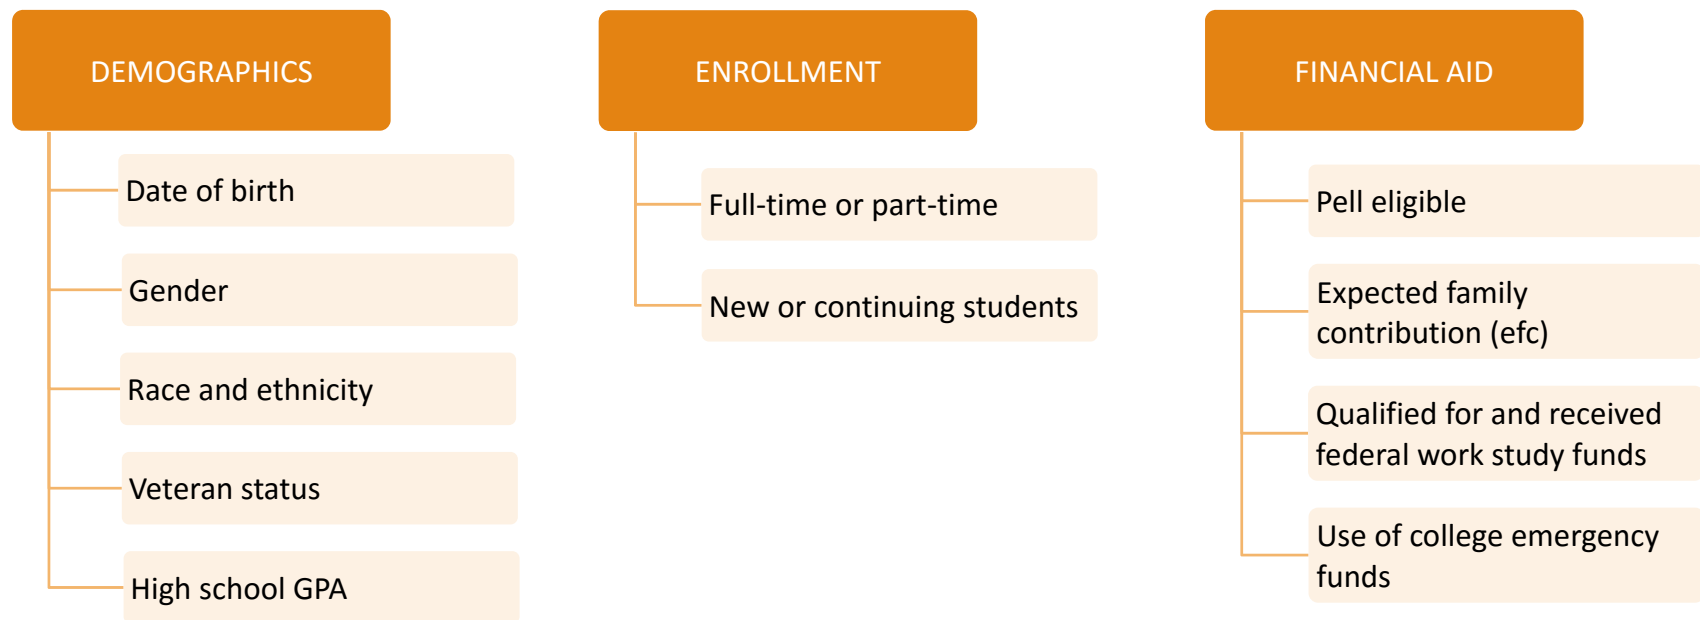 DEMOGRAPHICS
Date of birth
Gender
Race and ethnicity
Veteran status
High school GPA
ENROLLMENT
Full-time or part-time
New or continuing students
FINANCIAL AID
Pell eligible
Expected family
contribution (efc)
Qualified for and received
federal work study funds
Use of college emergency
funds